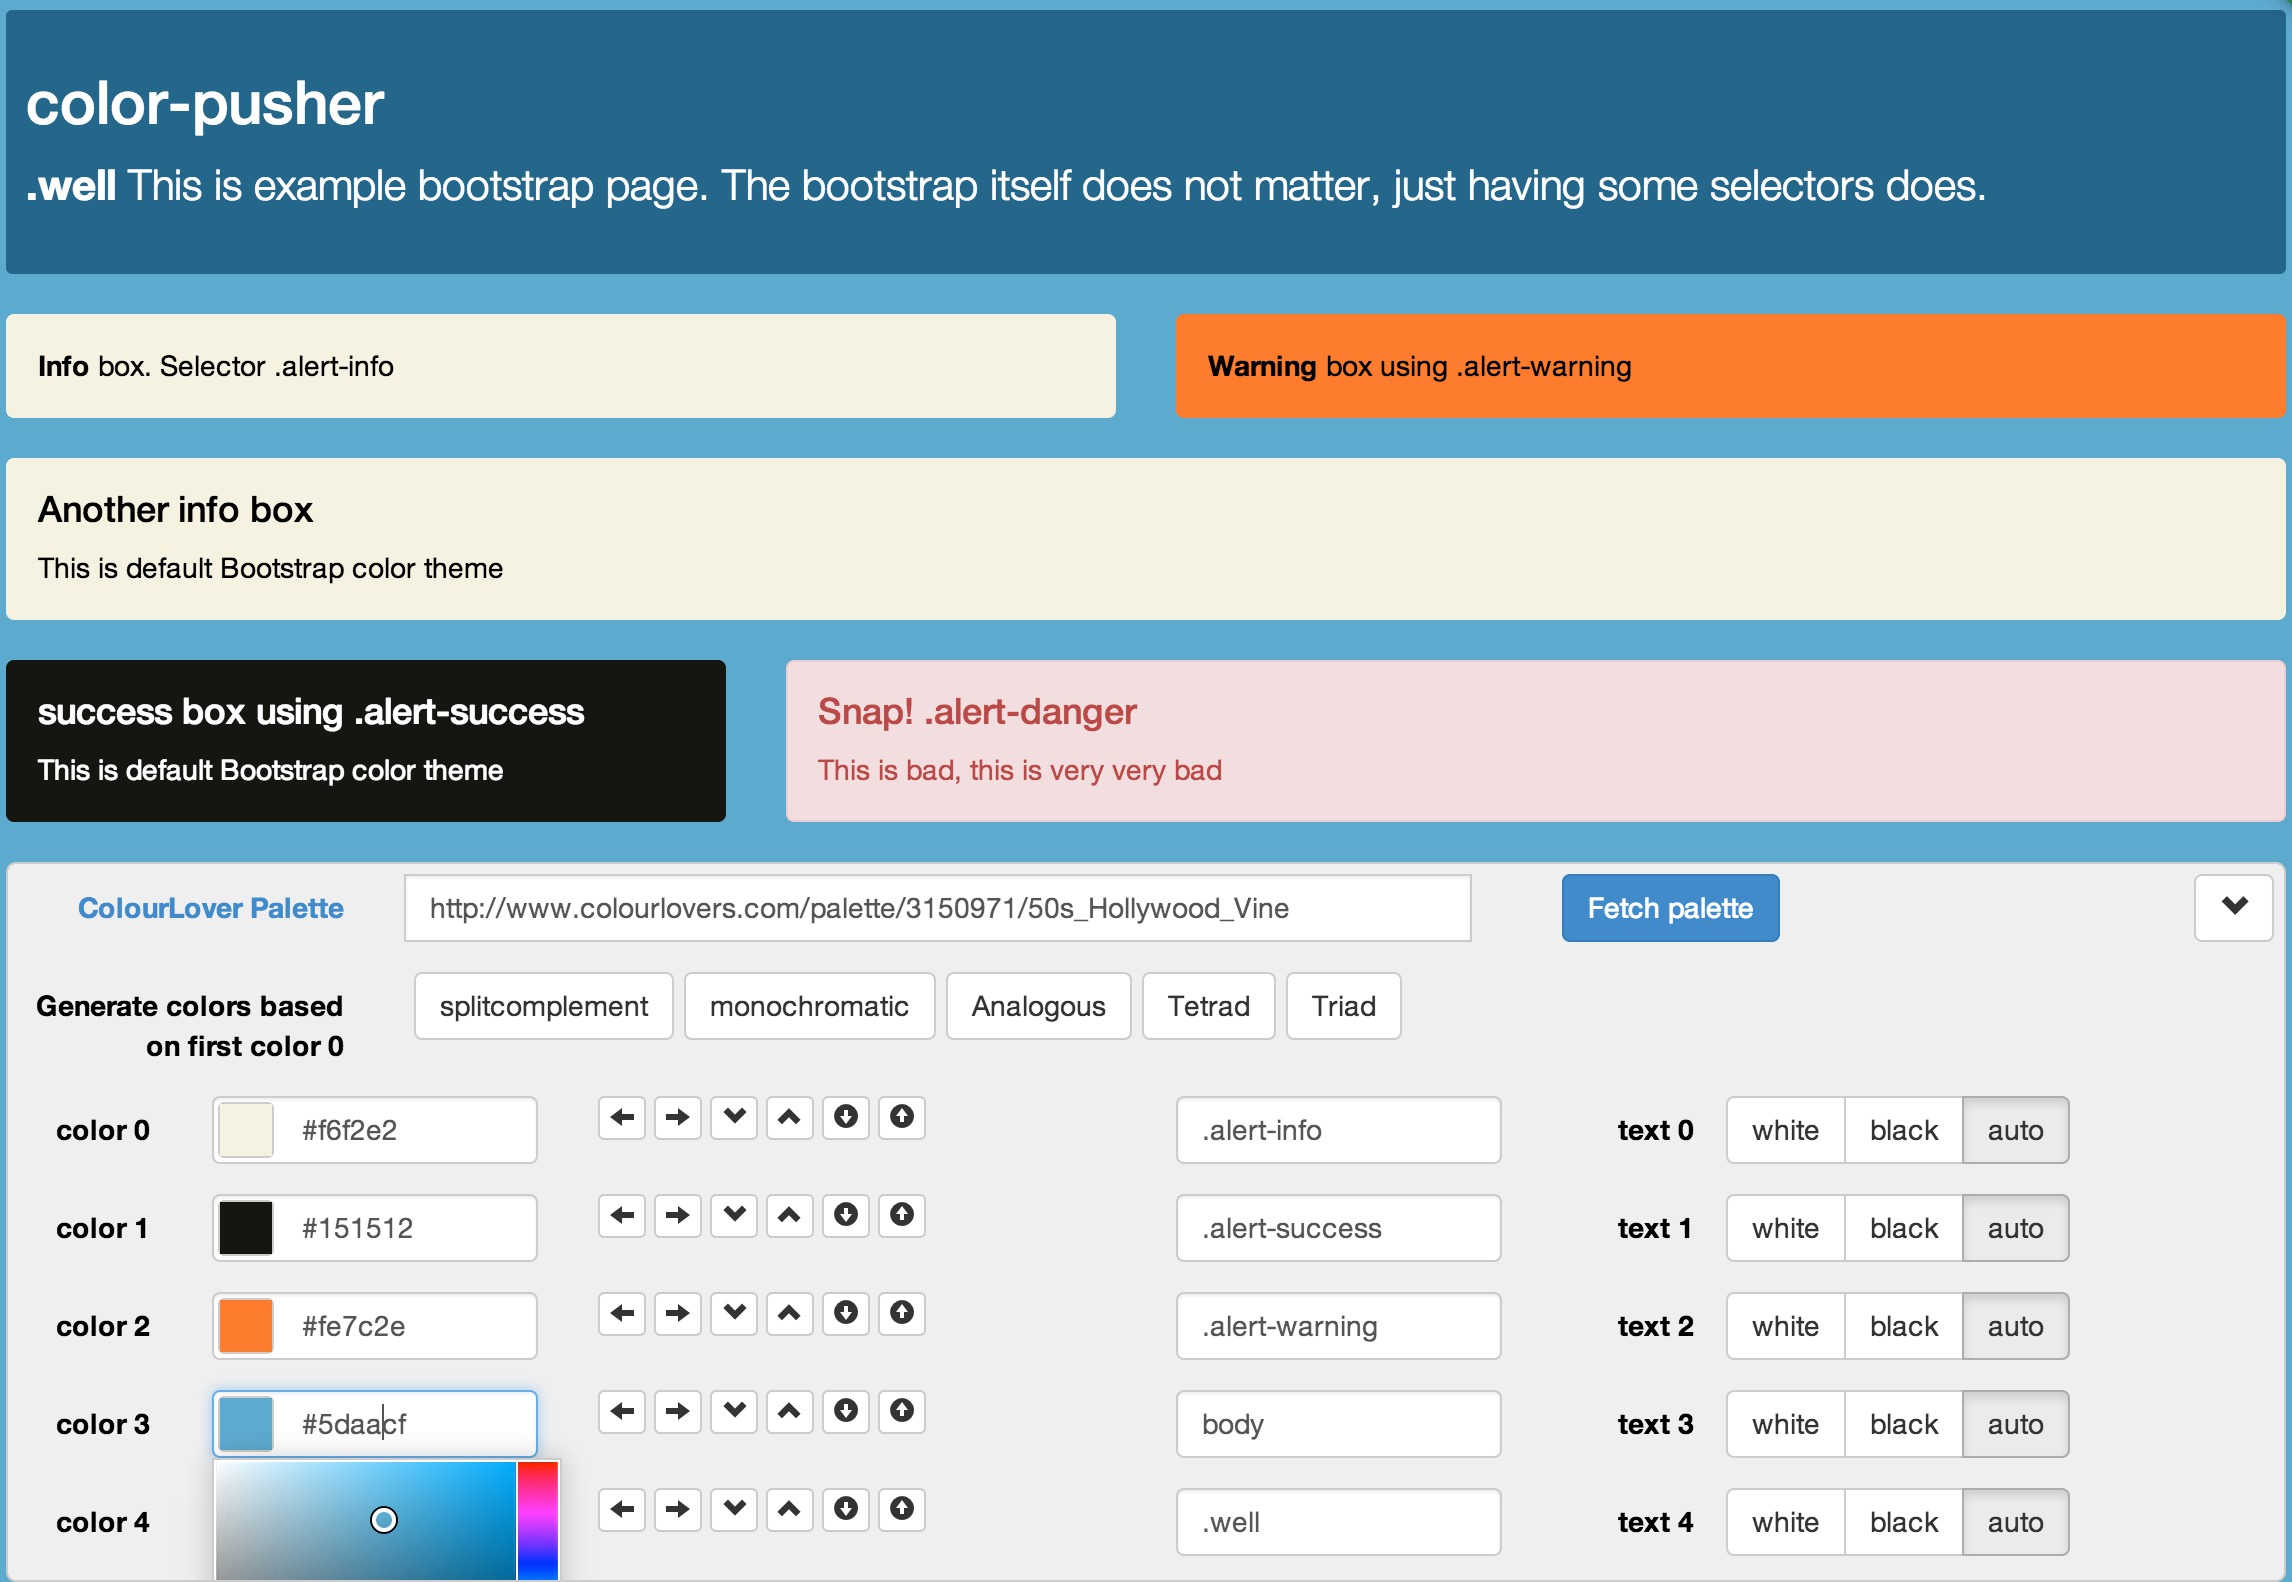 color-pusher
.well This is example bootstrap page. The bootstrap itself does not matter, just having some selectors does.
Info box. Selector .alert-info
Warning box using .alert-warning
Another info box
This is default Bootstrap color theme
success box using .alert-success
This is default Bootstrap color theme
Snap! .alert-danger
This is bad, this is very very bad
ColourLover Palette http://www.colourlovers.com/palette/3150971/50s_Hollywood_Vine Fetch palette
Generate colors based
on first color 0
splitcomplement monochromatic Analogous Tetrad Triad
color 0 #f6f2e2 .alert-info text 0 white black auto
color 1 #151512 .alert-success text 1 white black auto
color 2 #fe7c2e .alert-warning text 2 white black auto
color 3 #5daacf body text 3 white black auto
color 4 .well text 4 white black auto